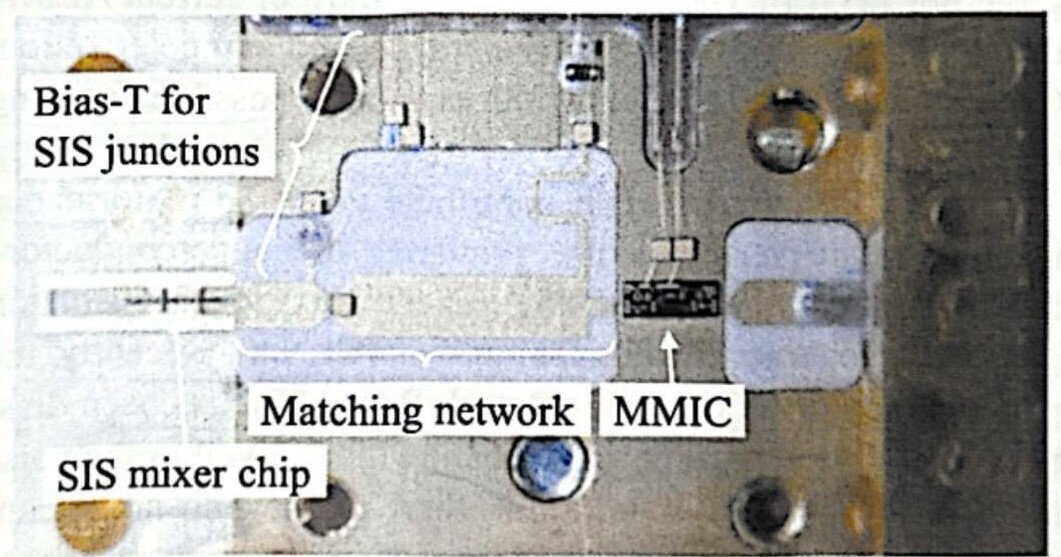 Bias-T for
SIS junctions
Matching network
MMIC
SIS mixer chip